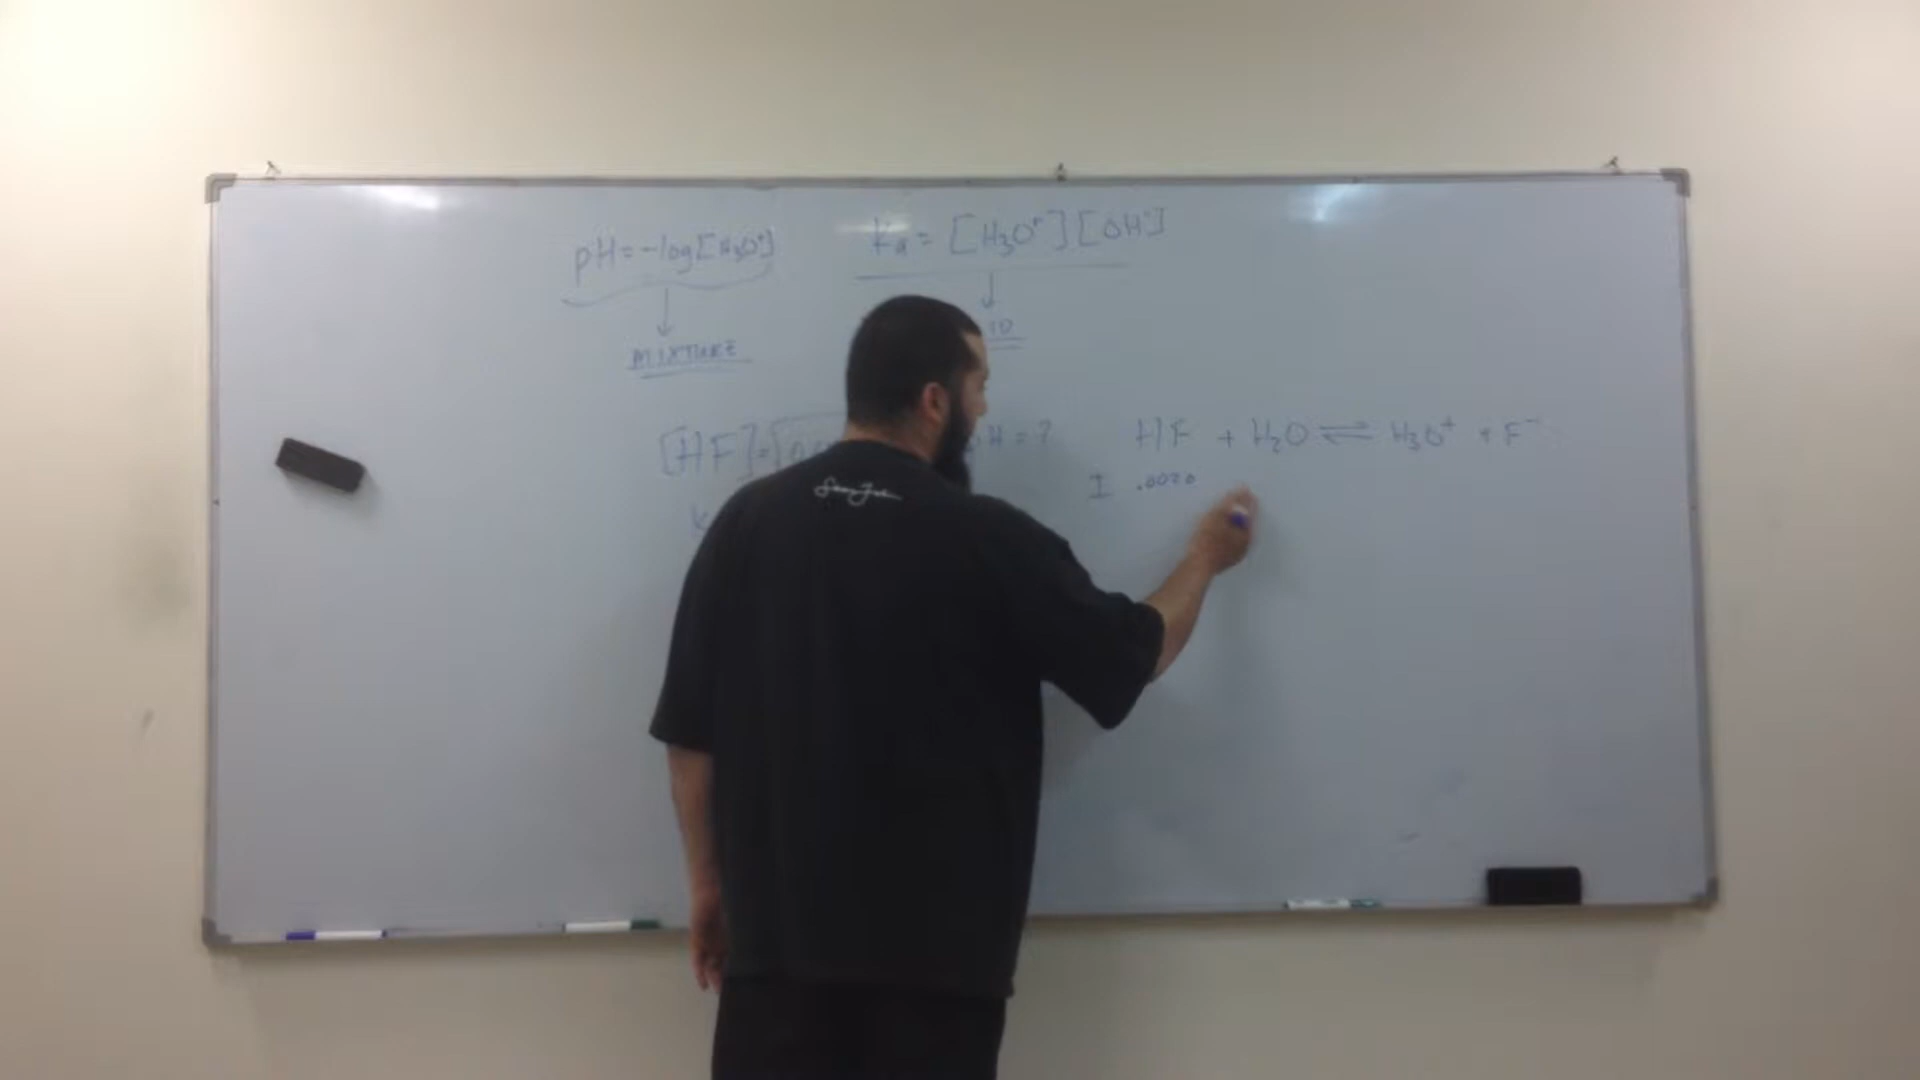 pH = -log[H₃O⁺]
Ka = [H₃O⁺][OH⁻]
MIXTURE
[HF] =
H = ?
HF + H₂O ⇌ H₃O⁺ + F⁻
I .0020